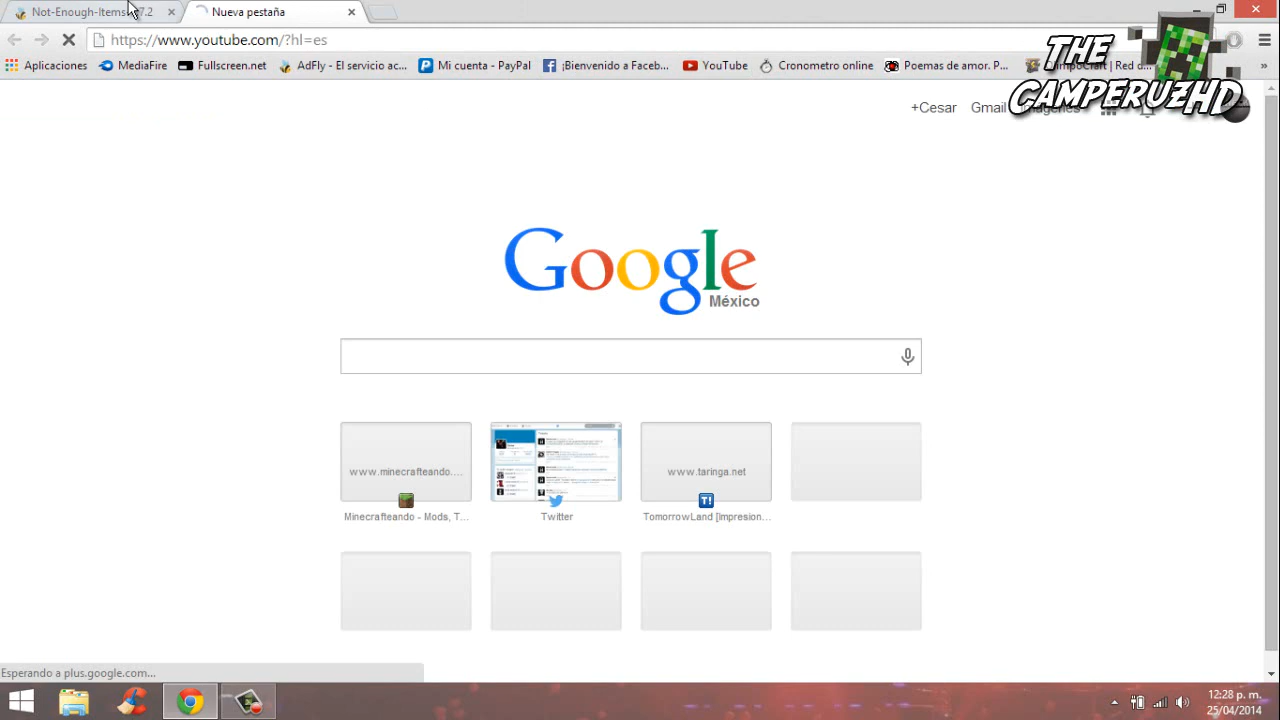 Not-Enough-Items
7.2
Nueva pestaña
https://www.youtube.com/?hl=es
Aplicaciones
MediaFire
Fullscreen.net
AdFly - El servicio ac...
Mi cuenta - PayPal
¡Bienvenido a Faceb...
YouTube
Cronometro online
Poemas de amor. P...
THE
CAMPERUZHD
+Cesar
Gmail
Google
México
www.minecrafteando....
www.taringa.net
Minecrafteando - Mods, T...
Twitter
TomorrowLand [Impresion...
Esperando a plus.google.com...
12:28 p. m.
25/04/2014